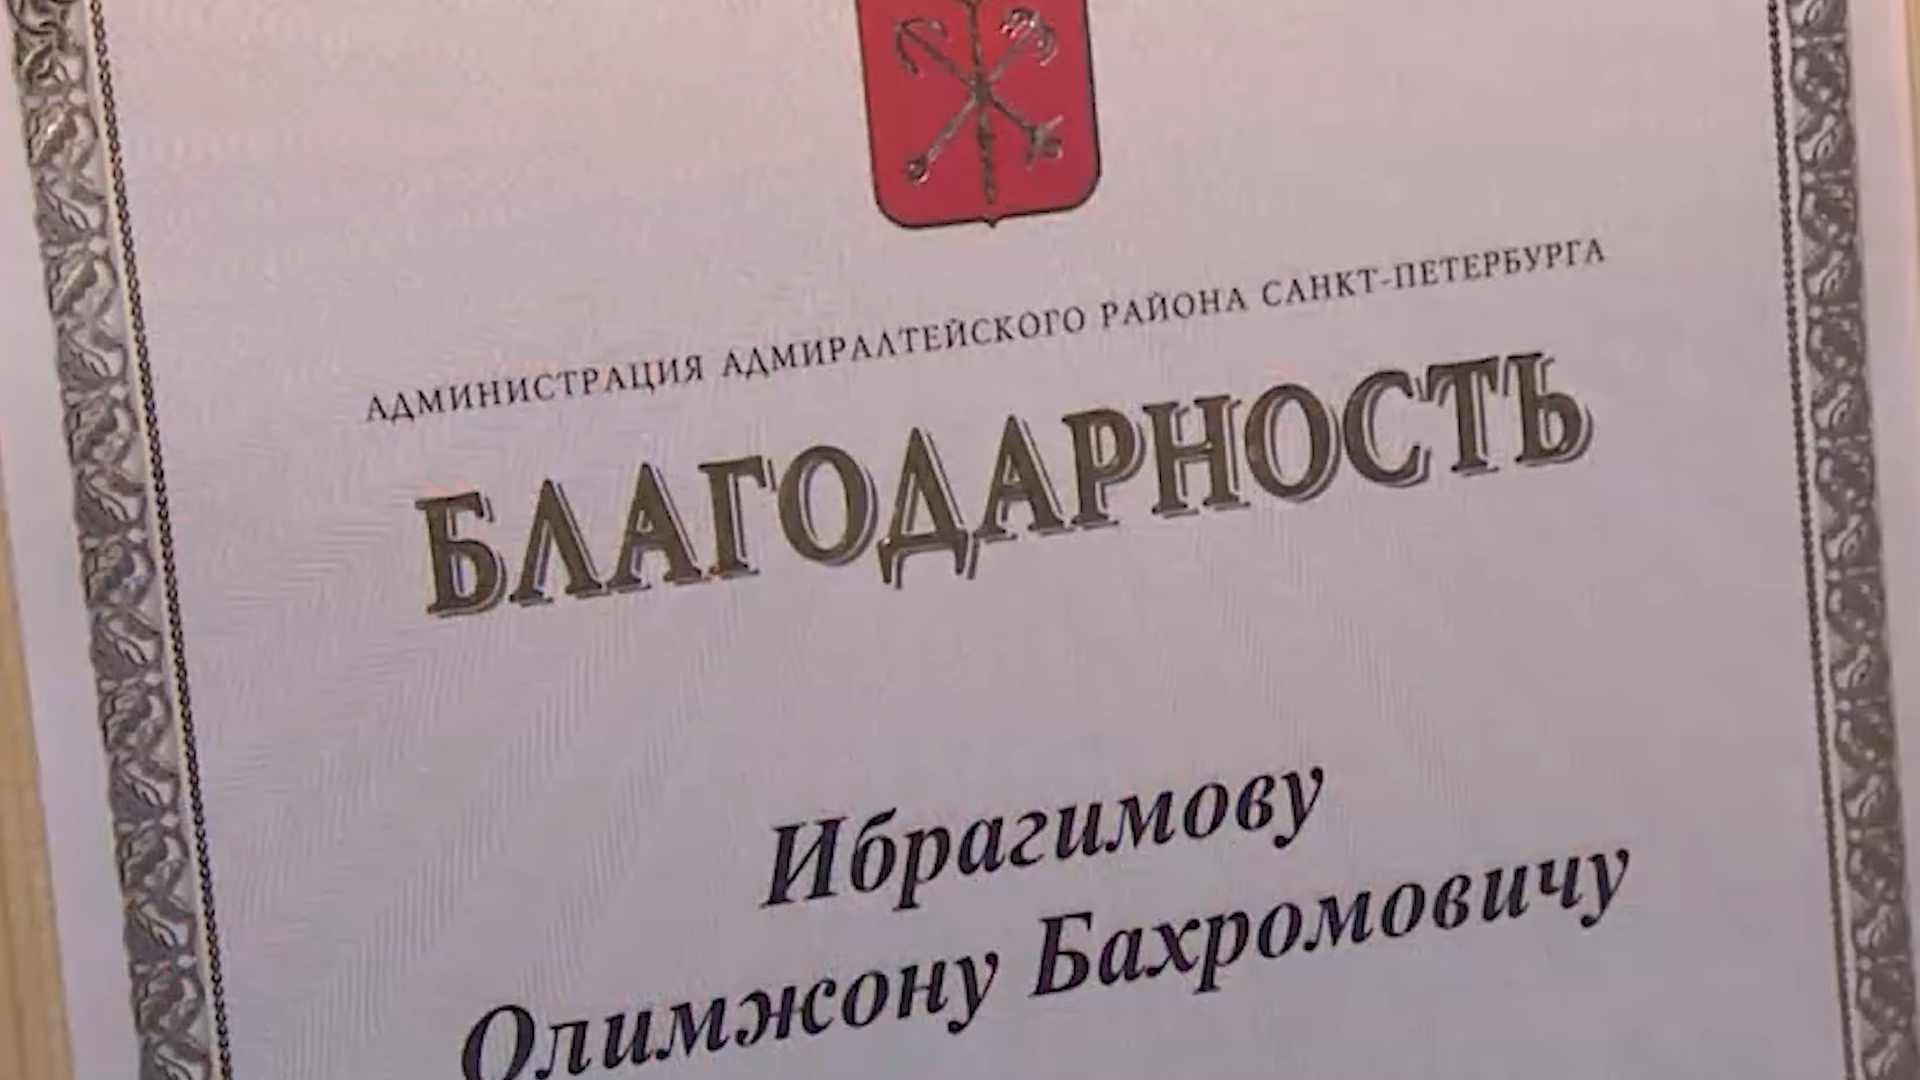 АДМИНИСТРАЦИЯ АДМИРАЛТЕЙСКОГО РАЙОНА САНКТ-ПЕТЕРБУРГА
БЛАГОДАРНОСТЬ
Ибрагимову
Олимжону Бахромовичу